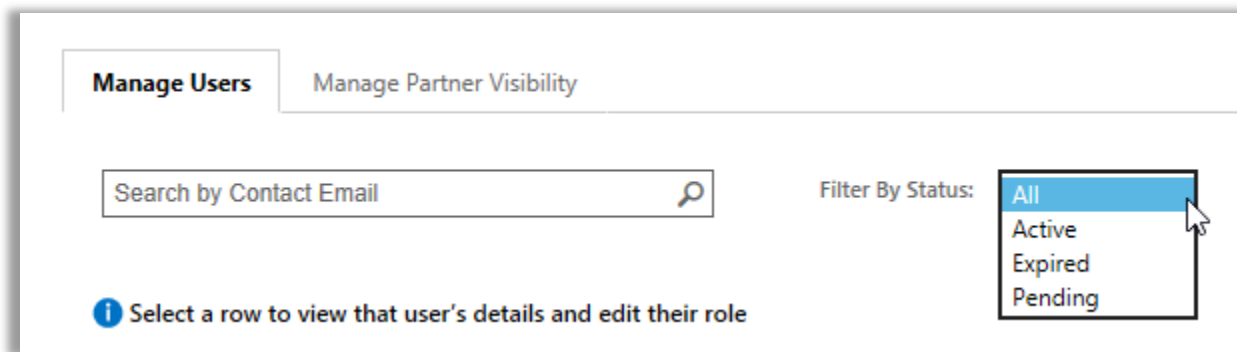 Manage Users
Manage Partner Visibility
Search by Contact Email
Filter By Status:
All
Active
Expired
Pending
Select a row to view that user's details and edit their role